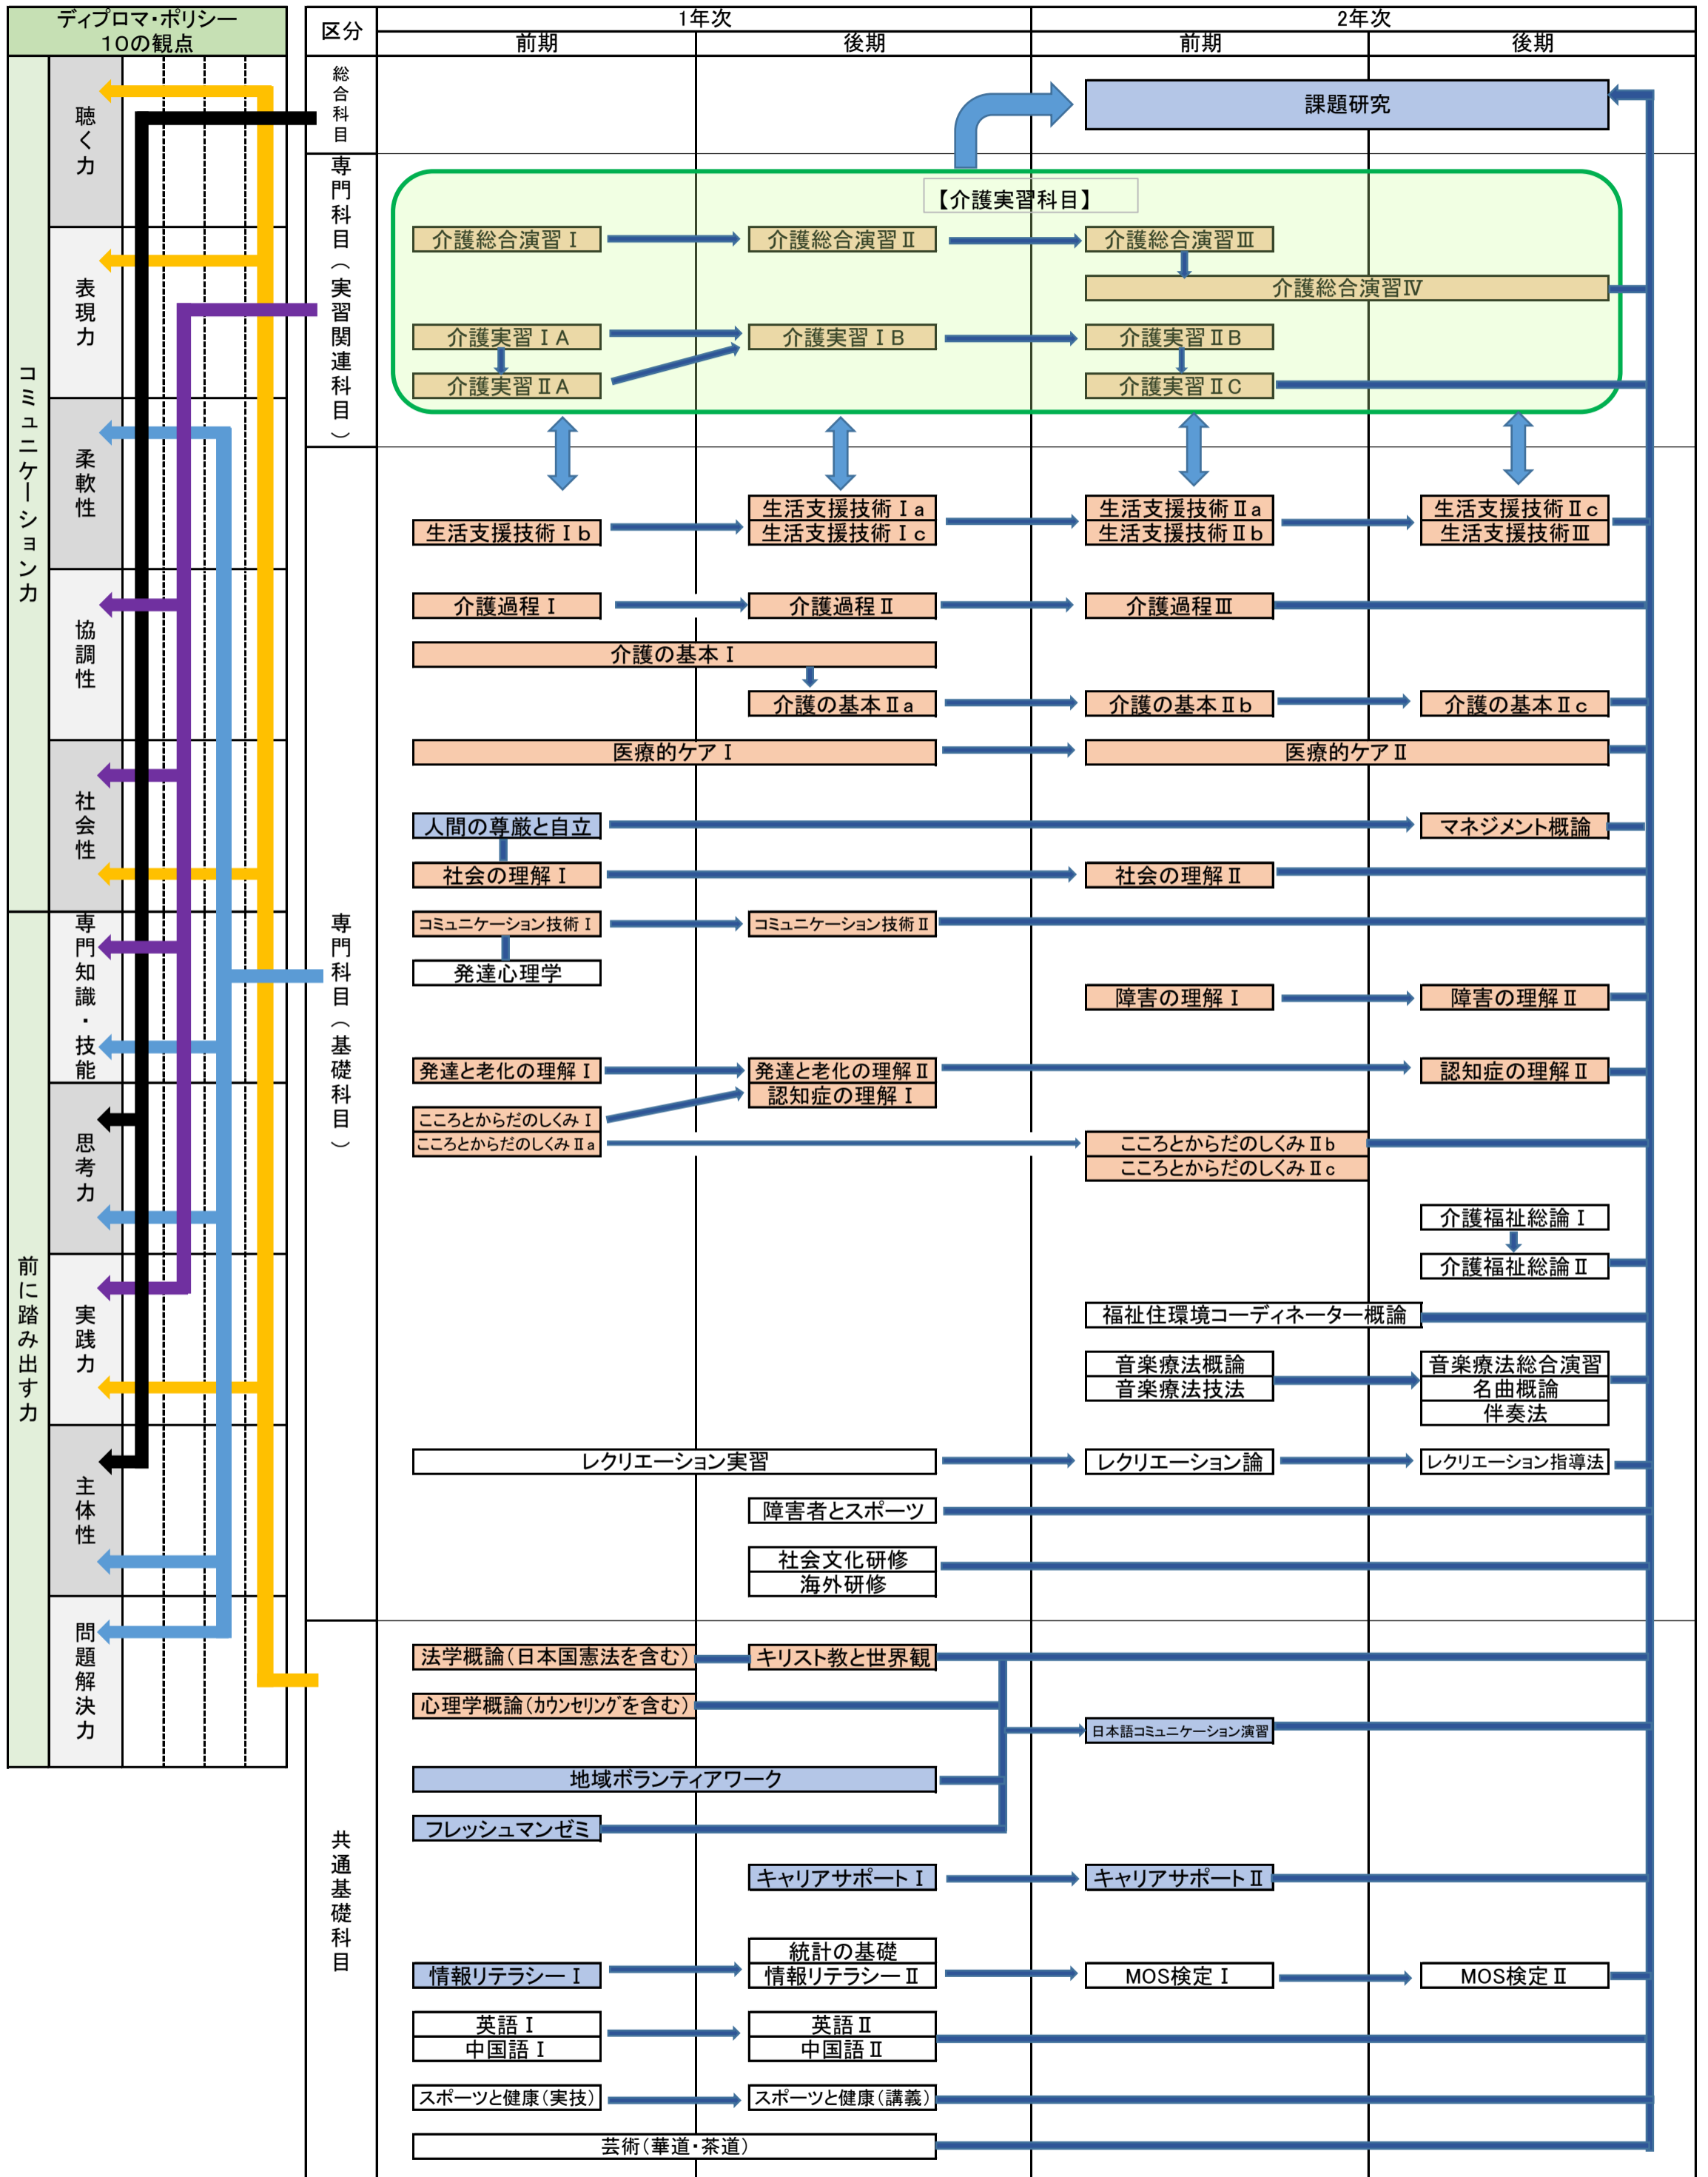 ディプロマ・ポリシー
10の観点
コミュニケーション力
前に踏み出す力
聴く力
表現力
柔軟性
協調性
社会性
専門知識・技能
思考力
実践力
主体性
問題解決力
区分
1年次
2年次
前期
後期
前期
後期
総合科目
課題研究
専門科目(実習関連科目)
【介護実習科目】
介護総合演習Ⅰ
介護総合演習Ⅱ
介護総合演習Ⅲ
介護総合演習Ⅳ
介護実習ⅠA
介護実習ⅠB
介護実習ⅡB
介護実習ⅡA
介護実習ⅡC
専門科目(基礎科目)
生活支援技術Ⅰb
生活支援技術Ⅰa
生活支援技術Ⅰc
生活支援技術Ⅱa
生活支援技術Ⅱb
生活支援技術Ⅱc
生活支援技術Ⅲ
介護過程Ⅰ
介護過程Ⅱ
介護過程Ⅲ
介護の基本Ⅰ
介護の基本Ⅱa
介護の基本Ⅱb
介護の基本Ⅱc
医療的ケアⅠ
医療的ケアⅡ
人間の尊厳と自立
マネジメント概論
社会の理解Ⅰ
社会の理解Ⅱ
コミュニケーション技術Ⅰ
コミュニケーション技術Ⅱ
発達心理学
障害の理解Ⅰ
障害の理解Ⅱ
発達と老化の理解Ⅰ
発達と老化の理解Ⅱ
認知症の理解Ⅰ
認知症の理解Ⅱ
こころとからだのしくみⅠ
こころとからだのしくみⅡa
こころとからだのしくみⅡb
こころとからだのしくみⅡc
介護福祉総論Ⅰ
介護福祉総論Ⅱ
福祉住環境コーディネーター概論
音楽療法概論
音楽療法技法
音楽療法総合演習
名曲概論
伴奏法
レクリエーション実習
レクリエーション論
レクリエーション指導法
障害者とスポーツ
社会文化研修
海外研修
共通基礎科目
法学概論(日本国憲法を含む)
キリスト教と世界観
心理学概論(カウンセリングを含む)
日本語コミュニケーション演習
地域ボランティアワーク
フレッシュマンゼミ
キャリアサポートⅠ
キャリアサポートⅡ
統計の基礎
情報リテラシーⅠ
情報リテラシーⅡ
MOS検定Ⅰ
MOS検定Ⅱ
英語Ⅰ
中国語Ⅰ
英語Ⅱ
中国語Ⅱ
スポーツと健康(実技)
スポーツと健康(講義)
芸術(華道・茶道)